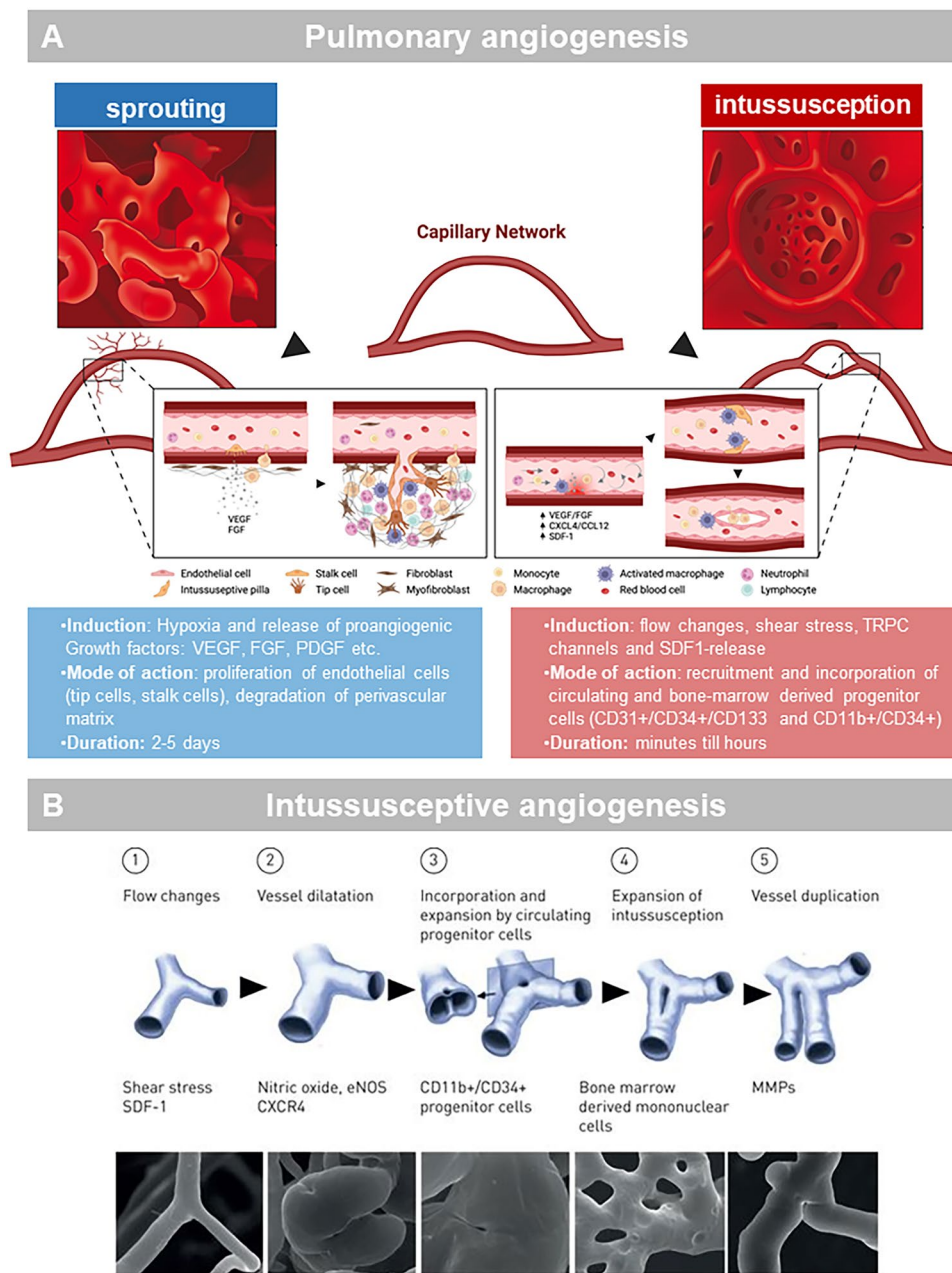 A
Pulmonary angiogenesis
sprouting
intussusception
Capillary Network
VEGF
FGF
VEGF/FGF
CXCL4/CCL12
SDF-1
Endothelial cell
Stalk cell
Fibroblast
Monocyte
Activated macrophage
Neutrophil
Intussuseptive pilla
Tip cell
Myofibroblast
Macrophage
Red blood cell
Lymphocyte
•Induction: Hypoxia and release of proangiogenic
Growth factors: VEGF, FGF, PDGF etc.
•Mode of action: proliferation of endothelial cells
(tip cells, stalk cells), degradation of perivascular
matrix
•Duration: 2-5 days
•Induction: flow changes, shear stress, TRPC
channels and SDF1-release
•Mode of action: recruitment and incorporation of
circulating and bone-marrow derived progenitor
cells (CD31+/CD34+/CD133 and CD11b+/CD34+)
•Duration: minutes till hours
B
Intussusceptive angiogenesis
1
Flow changes
2
Vessel dilatation
3
Incorporation and
expansion by circulating
progenitor cells
4
Expansion of
intussusception
5
Vessel duplication
Shear stress
SDF-1
Nitric oxide, eNOS
CXCR4
CD11b+/CD34+
progenitor cells
Bone marrow
derived mononuclear
cells
MMPs